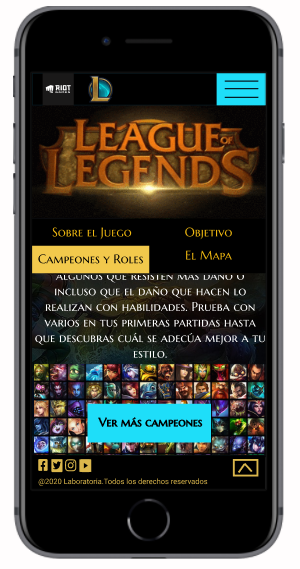 RIOT
GAMES
L
LEAGUE OF
LEGENDS
Sobre el Juego
Objetivo
Campeones y Roles
El Mapa
algunos que resisten más daño o
incluso que el daño que hacen lo
realizan con habilidades. Prueba con
varios en tus primeras partidas hasta
que descubras cuál se adecúa mejor a tu
estilo.
Ver más campeones
@2020 Laboratoria.Todos los derechos reservados